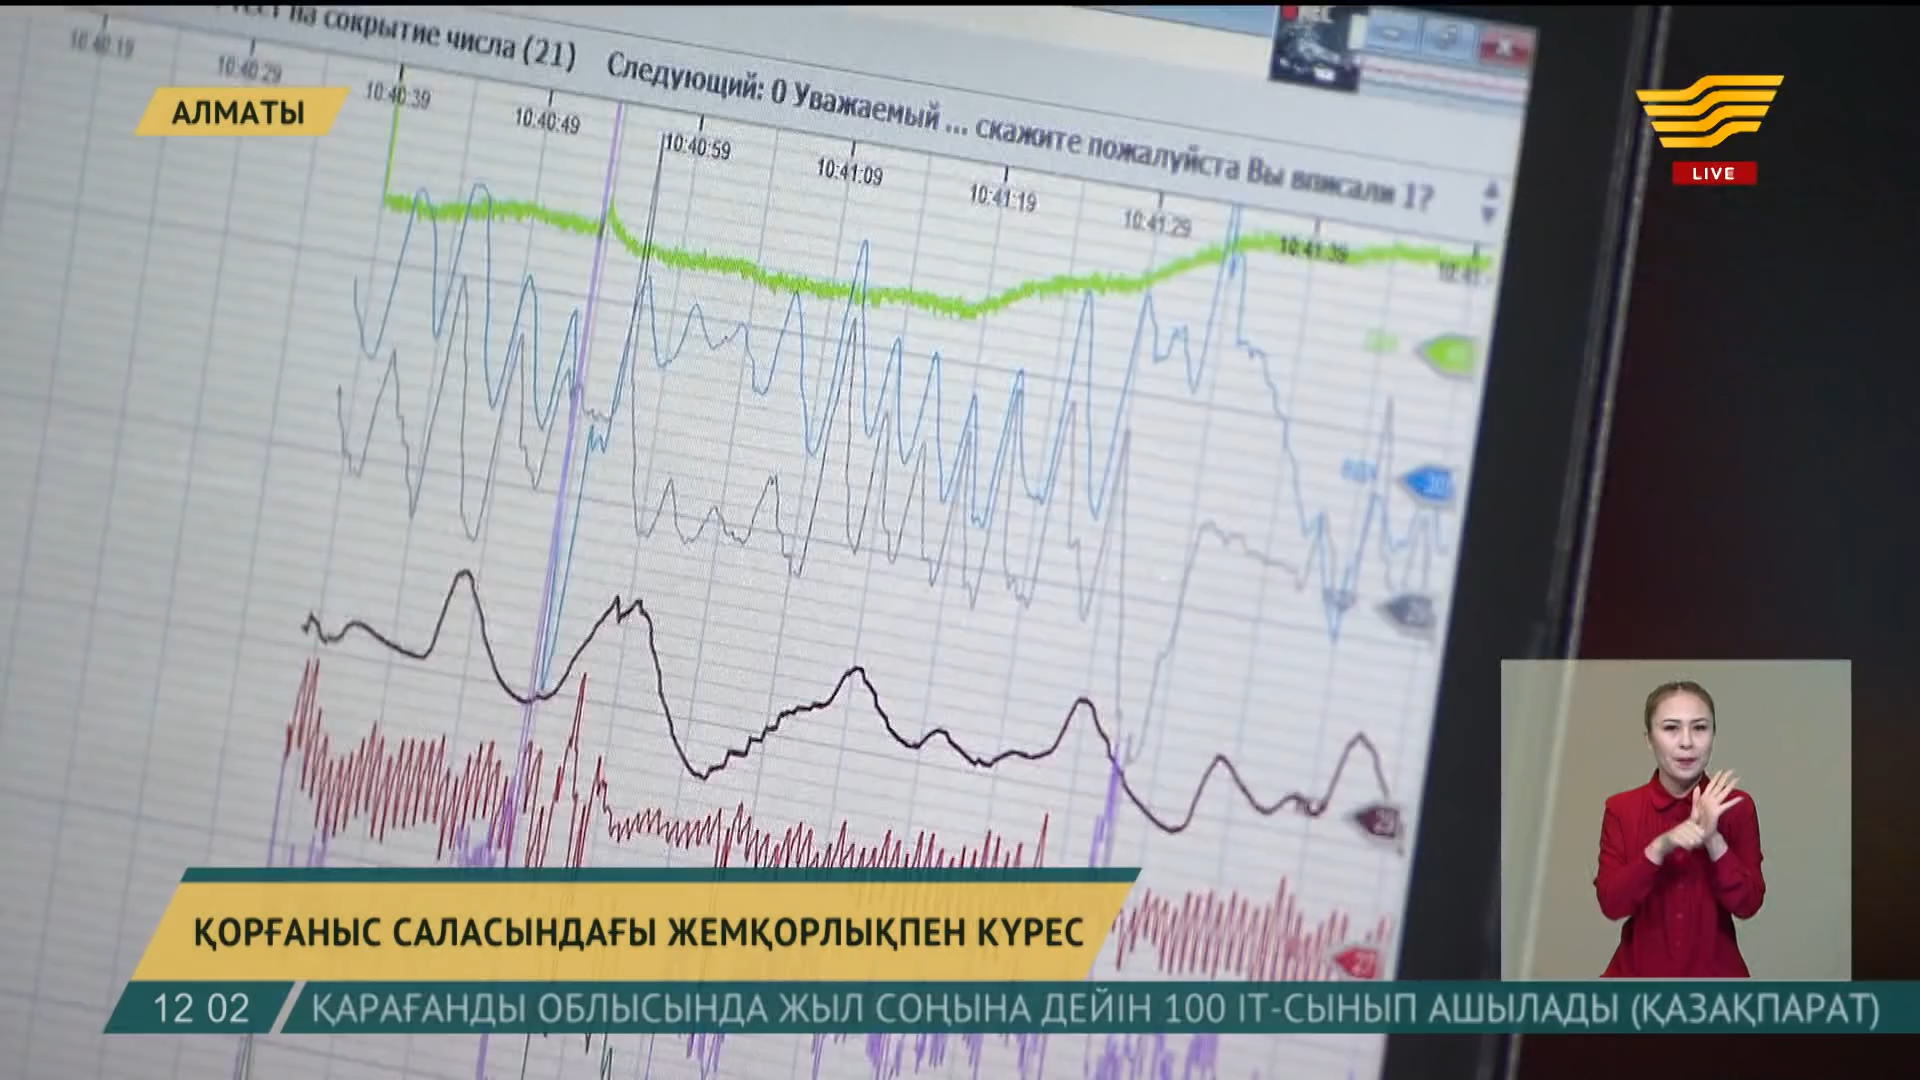 на сокрытие числа (21) Следующий: 0 Уважаемый ... скажите пожалуйста Вы вписали 1?
10:40:19 10:40:29 10:40:39 10:40:49 10:40:59 10:41:09 10:41:19 10:41:29 10:41:39
АЛМАТЫ
LIVE
ҚОРҒАНЫС САЛАСЫНДАҒЫ ЖЕМҚОРЛЫҚПЕН КҮРЕС
12 02 ҚАРАҒАНДЫ ОБЛЫСЫНДА ЖЫЛ СОҢЫНА ДЕЙІН 100 ІТ-СЫНЫП АШЫЛАДЫ (ҚАЗАҚПАРАТ)